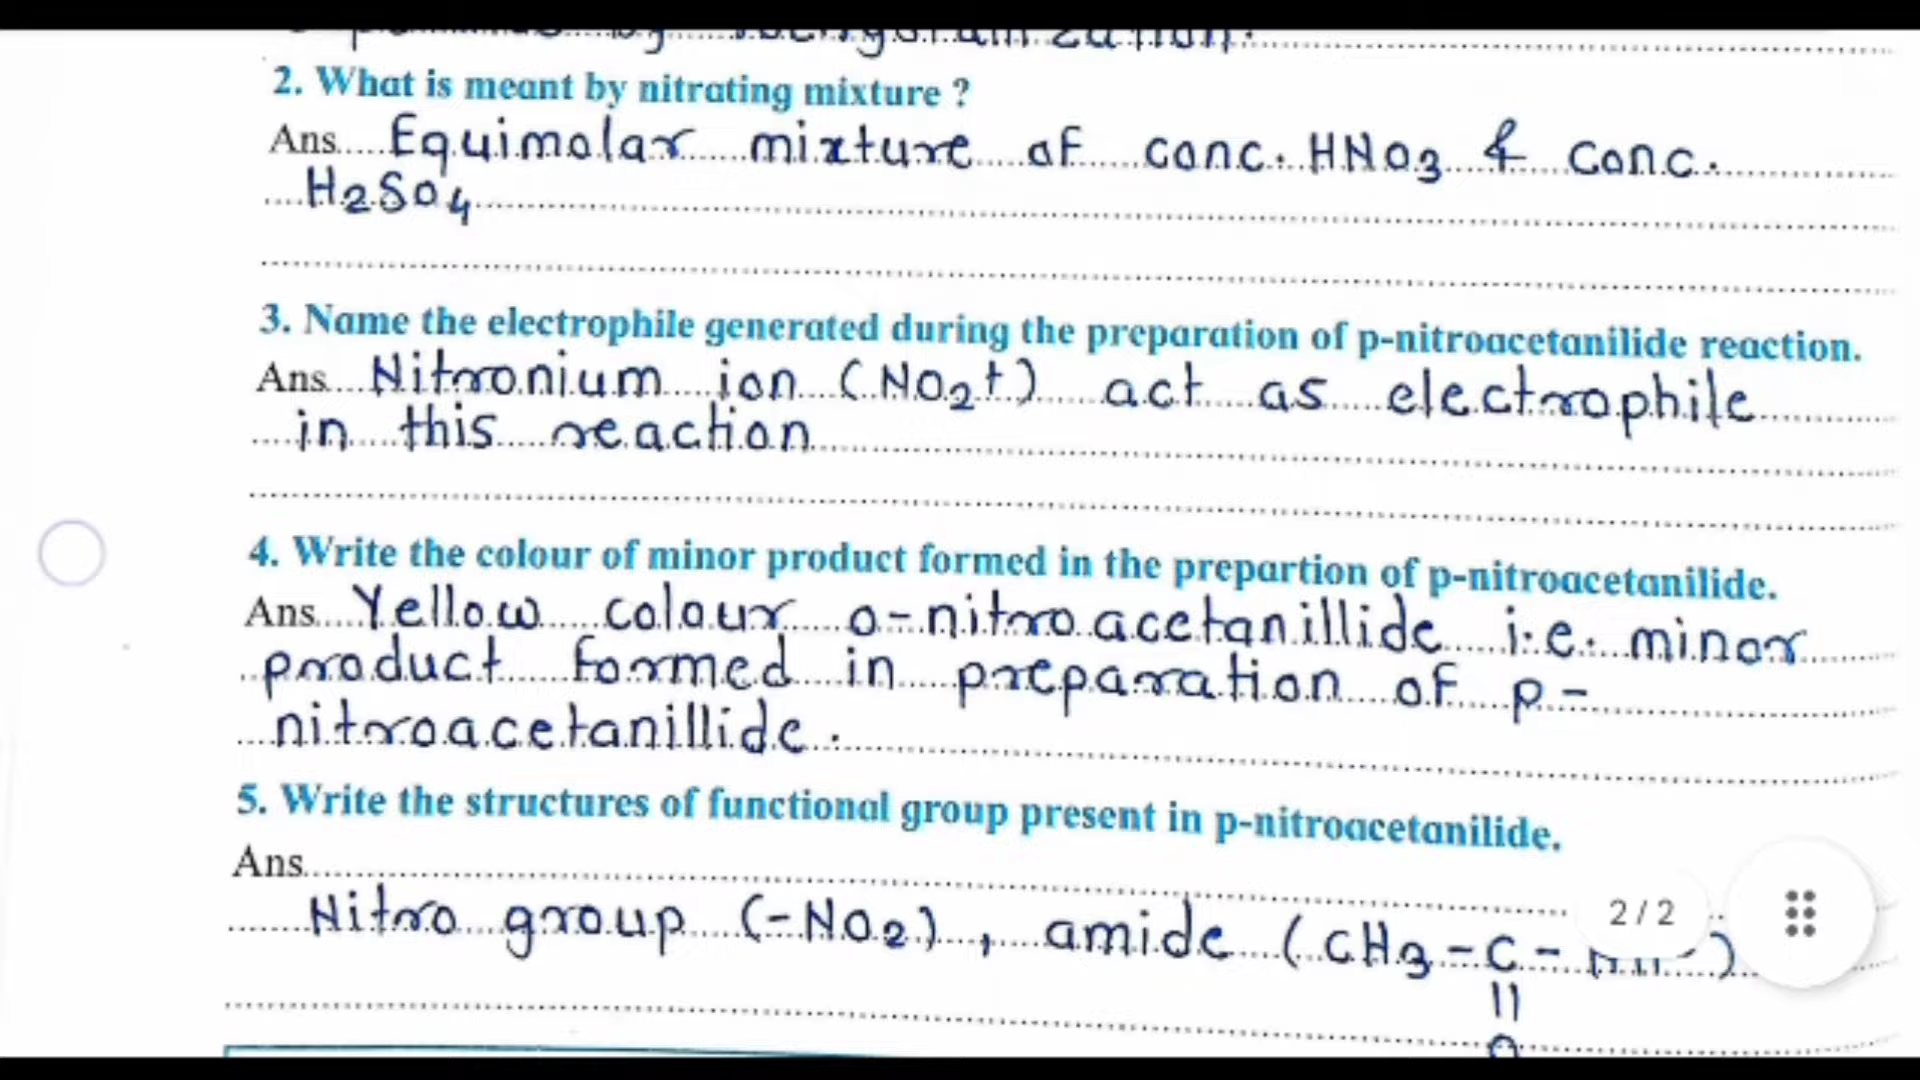 2. What is meant by nitrating mixture ?
Ans....Equimolar mixture of conc. HNO3 & Conc.
H2SO4
3. Name the electrophile generated during the preparation of p-nitroacetanilide reaction.
Ans...Nitronium ion (NO2+) act as electrophile
in this reaction
4. Write the colour of minor product formed in the prepartion of p-nitroacetanilide.
Ans...Yellow colour o-nitroacetanillide i.e. minor
product formed in preparation of p-
nitroacetanillide.
5. Write the structures of functional group present in p-nitroacetanilide.
Ans
Nitro group (-NO2), amide (CH3-C- )
||
O
2 / 2